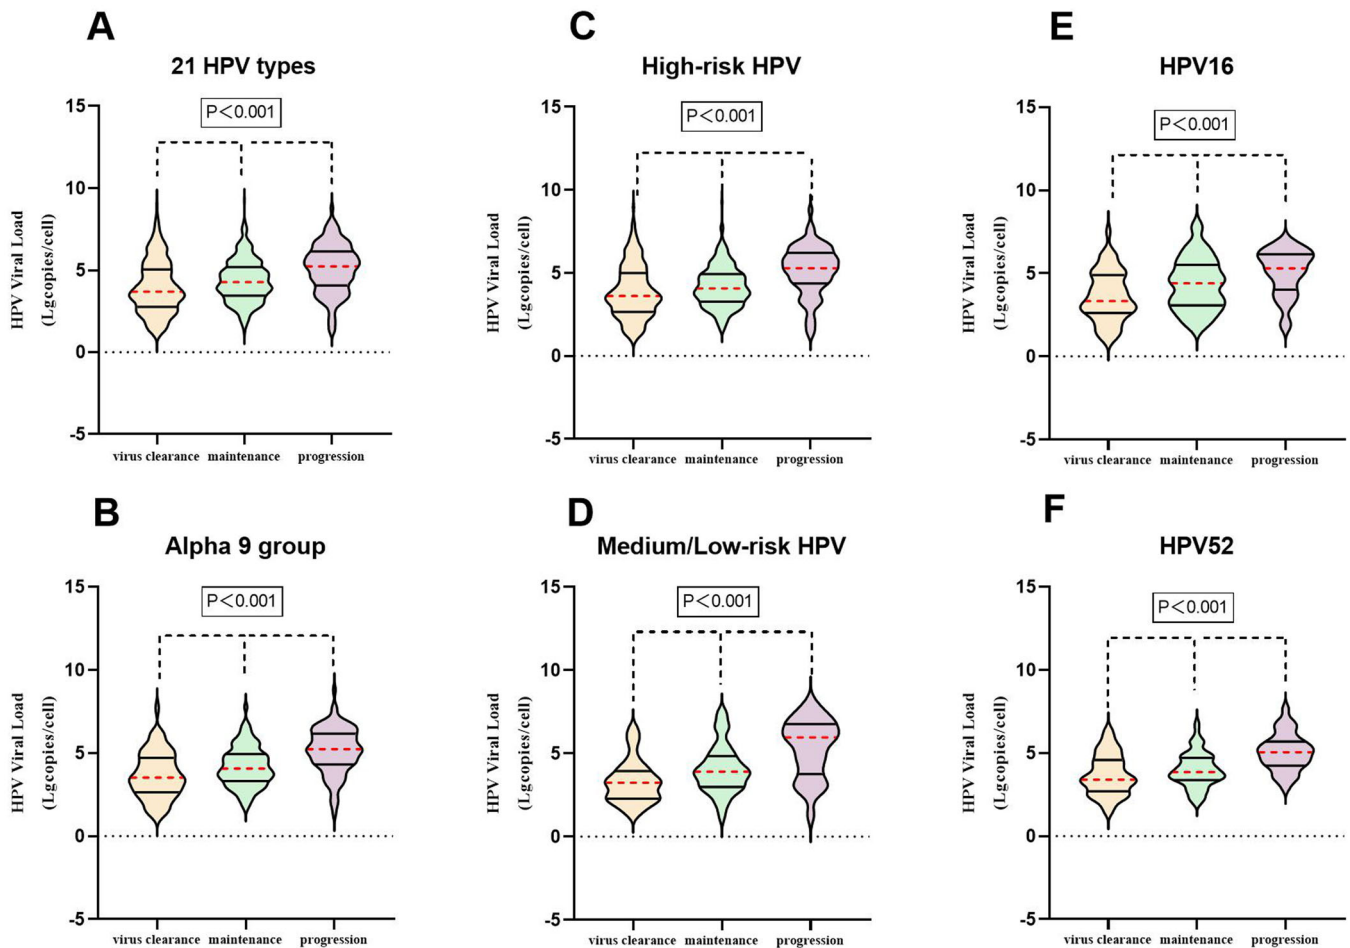 A
21 HPV types
P<0.001
HPV Viral Load
(Lgcopies/cell)
15
10
5
0
-5
virus clearance maintenance progression
C
High-risk HPV
P<0.001
HPV Viral Load
(Lgcopies/cell)
15
10
5
0
-5
virus clearance maintenance progression
E
HPV16
P<0.001
HPV Viral Load
(Lgcopies/cell)
15
10
5
0
-5
virus clearance maintenance progression
B
Alpha 9 group
P<0.001
HPV Viral Load
(Lgcopies/cell)
15
10
5
0
-5
virus clearance maintenance progression
D
Medium/Low-risk HPV
P<0.001
HPV Viral Load
(Lgcopies/cell)
15
10
5
0
-5
virus clearance maintenance progression
F
HPV52
P<0.001
HPV Viral Load
(Lgcopies/cell)
15
10
5
0
-5
virus clearance maintenance progression